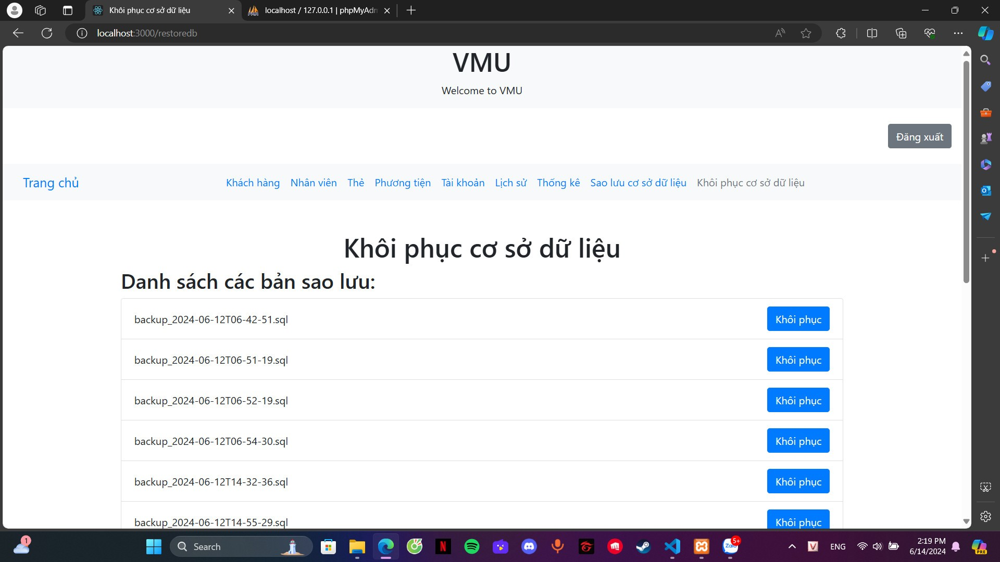 Khôi phục cơ sở dữ liệu
localhost / 127.0.0.1 | phpMyAdm
localhost:3000/restoredb
VMU
Welcome to VMU
Đăng xuất
Trang chủ
Khách hàng Nhân viên Thẻ Phương tiện Tài khoản Lịch sử Thống kê Sao lưu cơ sở dữ liệu Khôi phục cơ sở dữ liệu
Khôi phục cơ sở dữ liệu
Danh sách các bản sao lưu:
backup_2024-06-12T06-42-51.sql Khôi phục
backup_2024-06-12T06-51-19.sql Khôi phục
backup_2024-06-12T06-52-19.sql Khôi phục
backup_2024-06-12T06-54-30.sql Khôi phục
backup_2024-06-12T14-32-36.sql Khôi phục
backup_2024-06-12T14-55-29.sql Khôi phục
1
Search
Zalo
5+
V
ENG
2:19 PM
6/14/2024
PRE